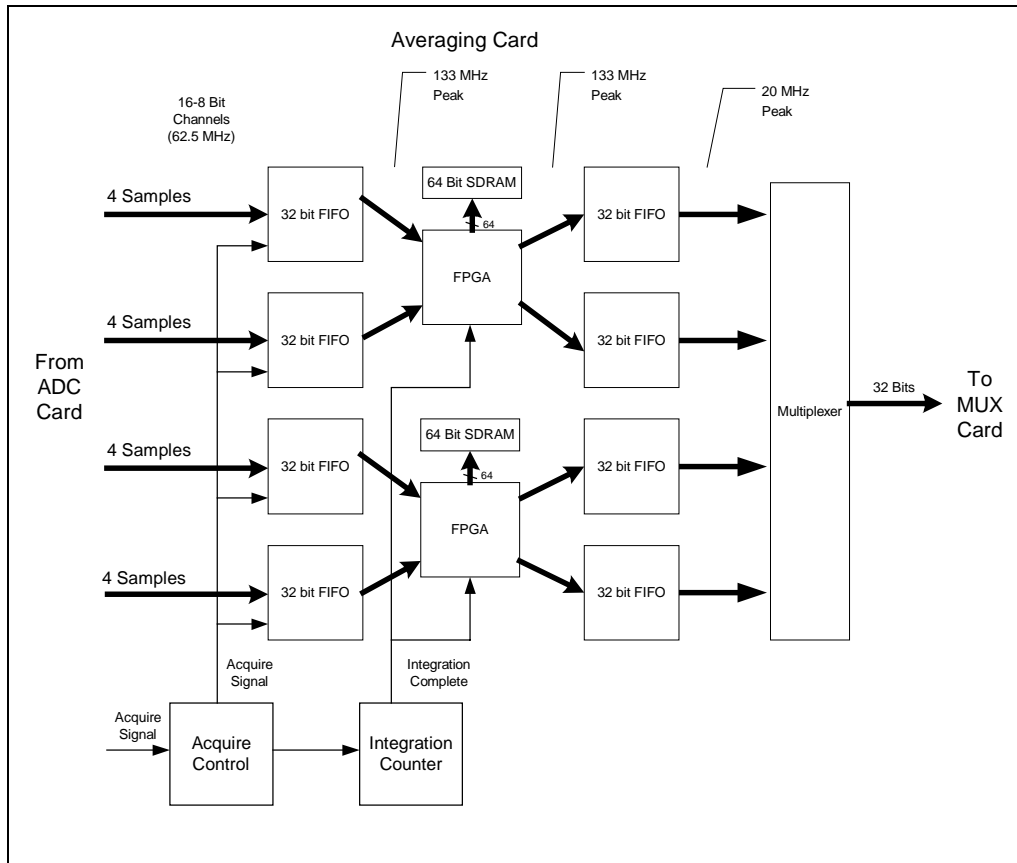 Averaging Card
133 MHz
Peak
133 MHz
Peak
20 MHz
Peak
16-8 Bit
Channels
(62.5 MHz)
4 Samples
32 bit FIFO
64 Bit SDRAM
64
FPGA
32 bit FIFO
4 Samples
32 bit FIFO
32 bit FIFO
From
ADC
Card
Multiplexer
32 Bits
To
MUX
Card
4 Samples
32 bit FIFO
64 Bit SDRAM
64
FPGA
32 bit FIFO
4 Samples
32 bit FIFO
32 bit FIFO
Acquire
Signal
Integration
Complete
Acquire
Signal
Acquire
Control
Integration
Counter